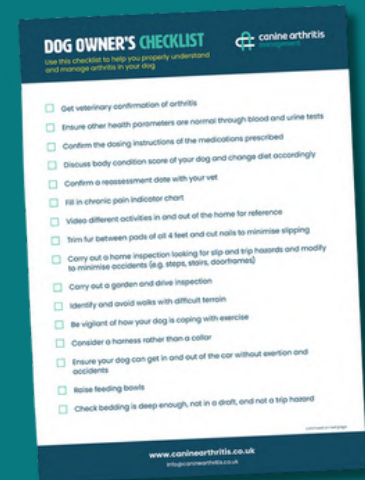 DOG OWNER'S CHECKLIST
Use this checklist to help you properly understand
and manage arthritis in your dog
canine arthritis
management
Get veterinary confirmation of arthritis
Ensure other health parameters are normal through blood and urine tests
Confirm the dosing instructions of the medications prescribed
Discuss body condition score of your dog and change diet accordingly
Confirm a reassessment date with your vet
Fill in chronic pain indicator chart
Video different activities in and out of the home for reference
Trim fur between pads of all 4 feet and cut nails to minimise slipping
Carry out a home inspection looking for slip and trip hazards and modify
to minimise accidents (e.g. steps, stairs, doorframes)
Carry out a garden and drive inspection
Identify and avoid walks with difficult terrain
Be vigilant of how your dog is coping with exercise
Consider a harness rather than a collar
Ensure your dog can get in and out of the car without exertion and
accidents
Raise feeding bowls
Check bedding is deep enough, not in a draft, and not a trip hazard
continued on next page
www.caninearthritis.co.uk
info@caninearthritis.co.uk